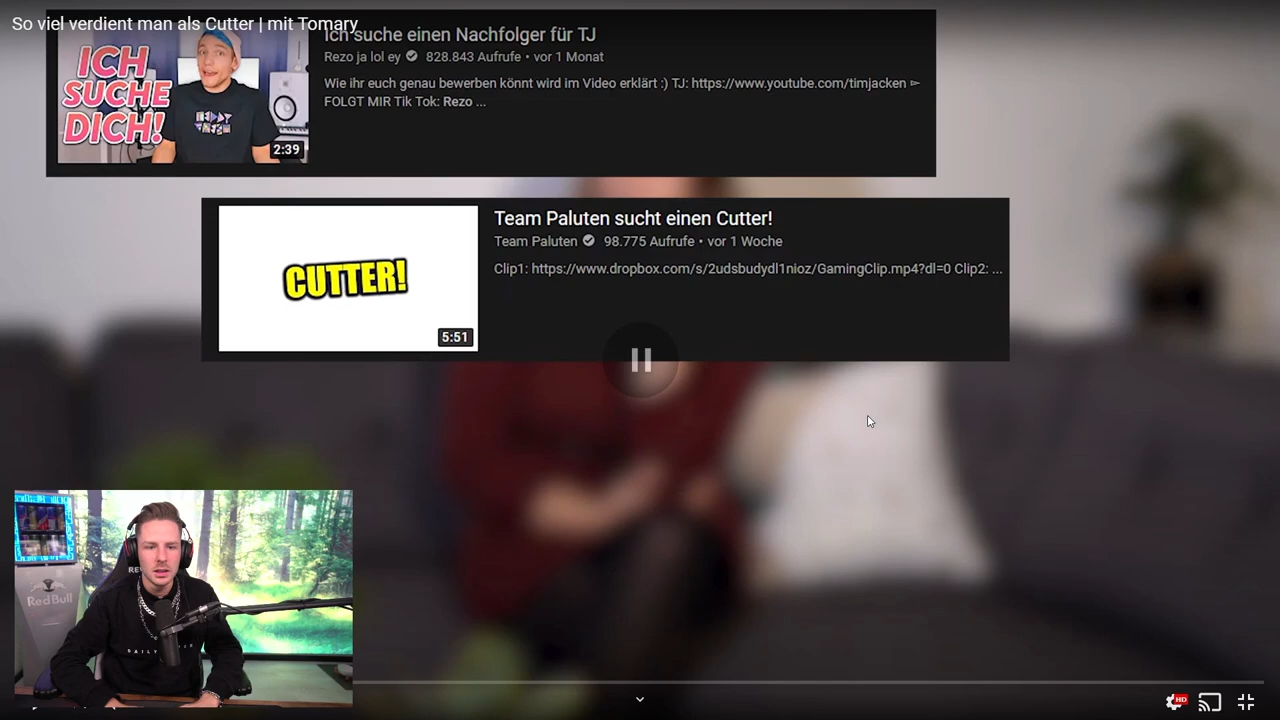 So viel verdient man als Cutter | mit Tomary
Ich suche einen Nachfolger für TJ
Rezo ja lol ey 828.843 Aufrufe • vor 1 Monat
Wie ihr euch genau bewerben könnt wird im Video erklärt :) TJ: https://www.youtube.com/timjacken ►
FOLGT MIR Tik Tok: Rezo ...
ICH
SUCHE
DICH!
2:39
Team Paluten sucht einen Cutter!
Team Paluten 98.775 Aufrufe • vor 1 Woche
Clip1: https://www.dropbox.com/s/2udsbudydl1nioz/GamingClip.mp4?dl=0 Clip2: ...
CUTTER!
5:51
RedBull
HD